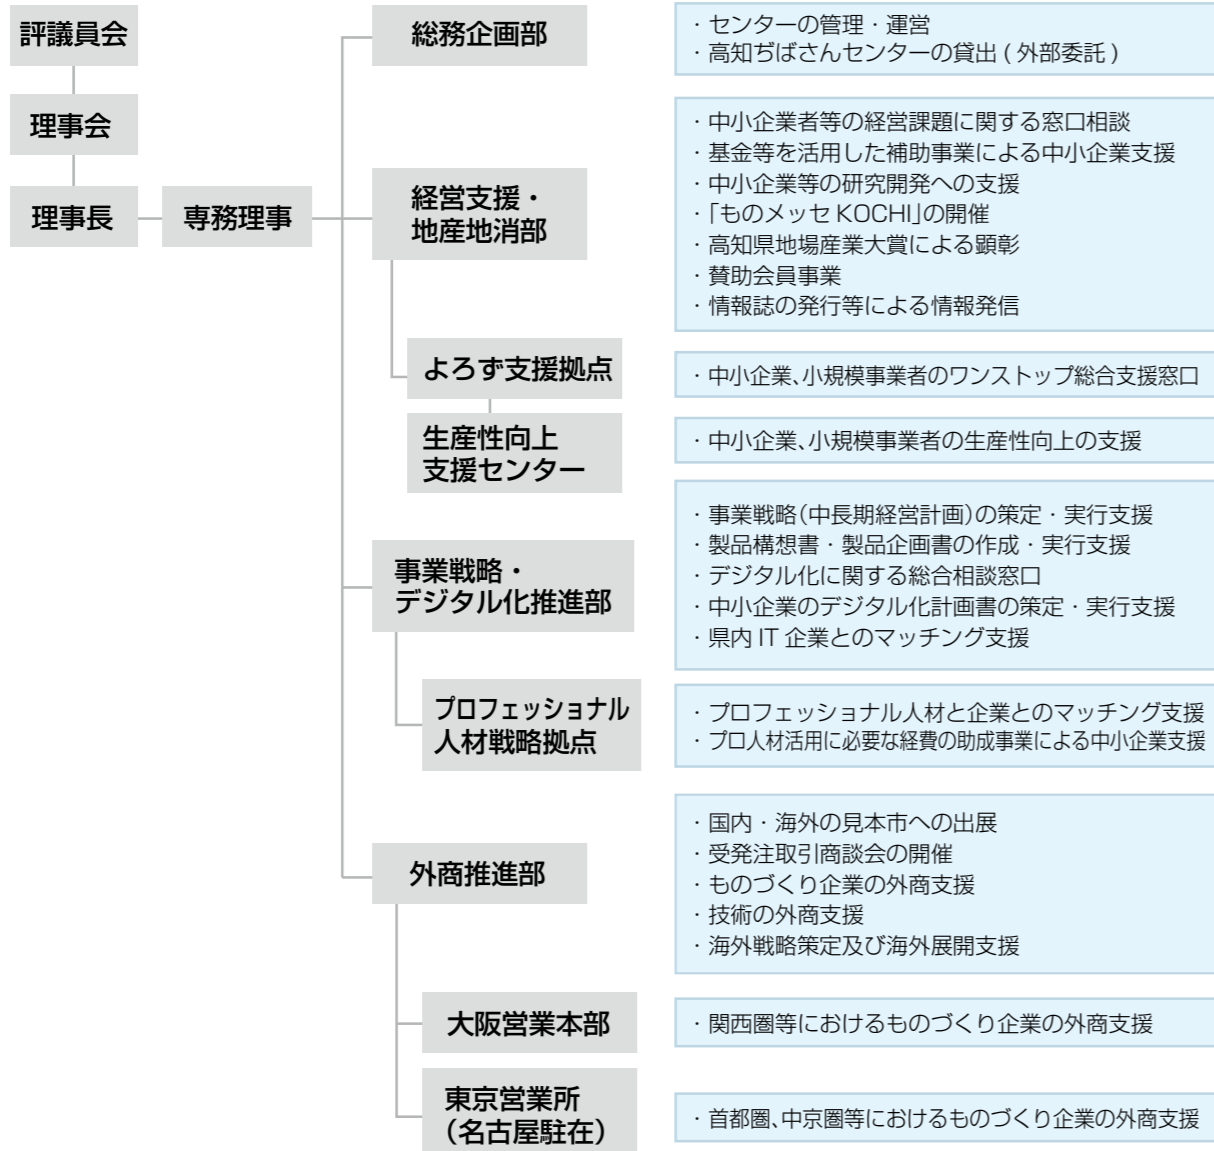 評議員会
理事会
理事長
専務理事
総務企画部
・センターの管理・運営
・高知ぢばさんセンターの貸出 ( 外部委託 )
経営支援・
地産地消部
・中小企業者等の経営課題に関する窓口相談
・基金等を活用した補助事業による中小企業支援
・中小企業等の研究開発への支援
・「ものメッセ KOCHI」の開催
・高知県地場産業大賞による顕彰
・賛助会員事業
・情報誌の発行等による情報発信
よろず支援拠点
・中小企業、小規模事業者のワンストップ総合支援窓口
生産性向上
支援センター
・中小企業、小規模事業者の生産性向上の支援
事業戦略・
デジタル化推進部
・事業戦略(中長期経営計画)の策定・実行支援
・製品構想書・製品企画書の作成・実行支援
・デジタル化に関する総合相談窓口
・中小企業のデジタル化計画書の策定・実行支援
・県内 IT 企業とのマッチング支援
プロフェッショナル
人材戦略拠点
・プロフェッショナル人材と企業とのマッチング支援
・プロ人材活用に必要な経費の助成事業による中小企業支援
外商推進部
・国内・海外の見本市への出展
・受発注取引商談会の開催
・ものづくり企業の外商支援
・技術の外商支援
・海外戦略策定及び海外展開支援
大阪営業本部
・関西圏等におけるものづくり企業の外商支援
東京営業所
(名古屋駐在)
・首都圏、中京圏等におけるものづくり企業の外商支援